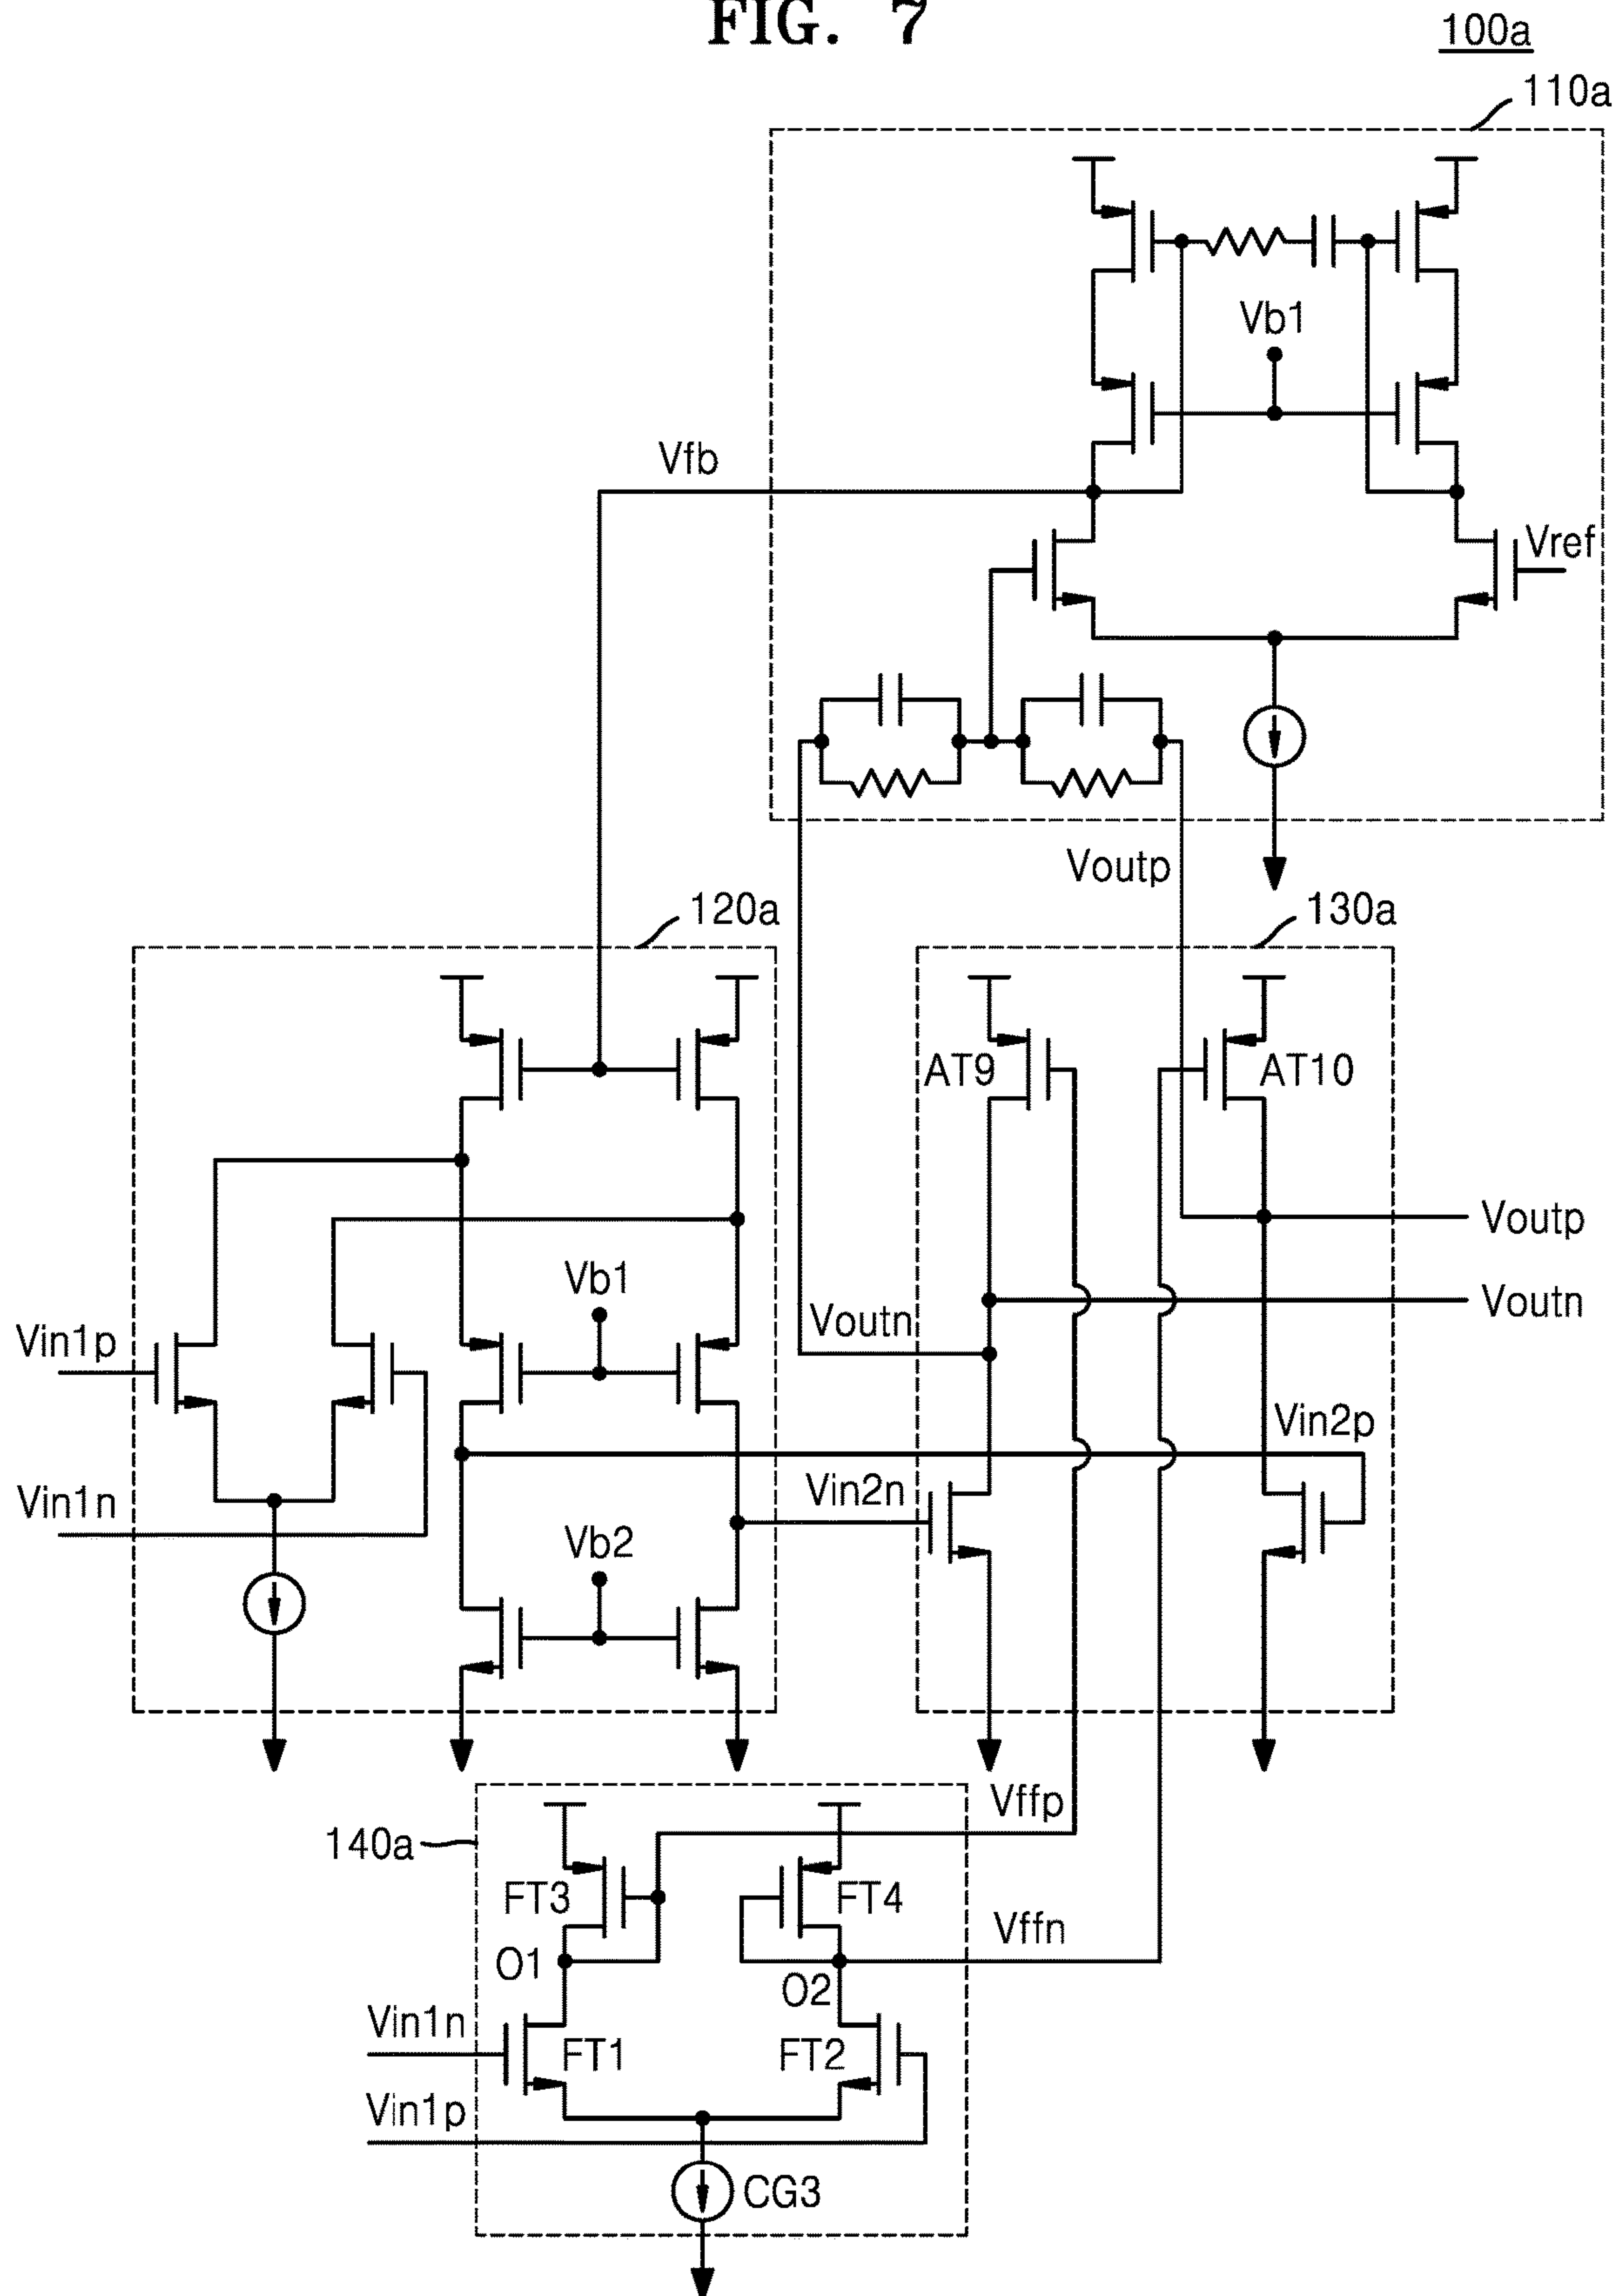 FIG. 7
100a
110a
Vb1
Vfb
Vref
Voutp
120a
130a
AT9
AT10
Voutp
Vb1
Voutn
Voutn
Vin1p
Vin2p
Vin2n
Vin1n
Vb2
Vffp
140a
FT3
FT4
Vffn
O1
O2
Vin1n
FT1
FT2
Vin1p
CG3